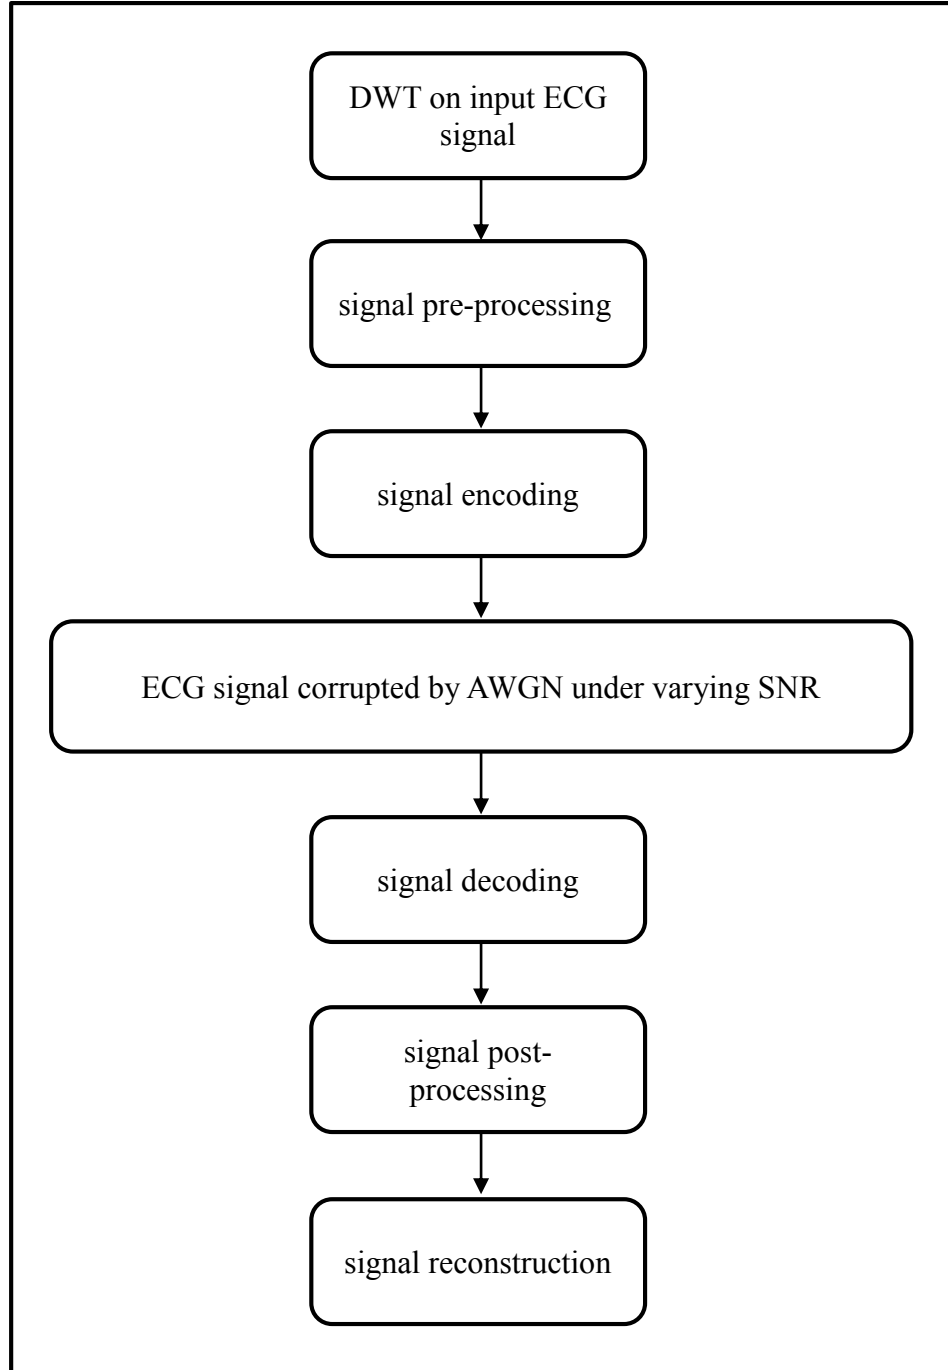 DWT on input ECG
signal
signal pre-processing
signal encoding
ECG signal corrupted by AWGN under varying SNR
signal decoding
signal post-
processing
signal reconstruction